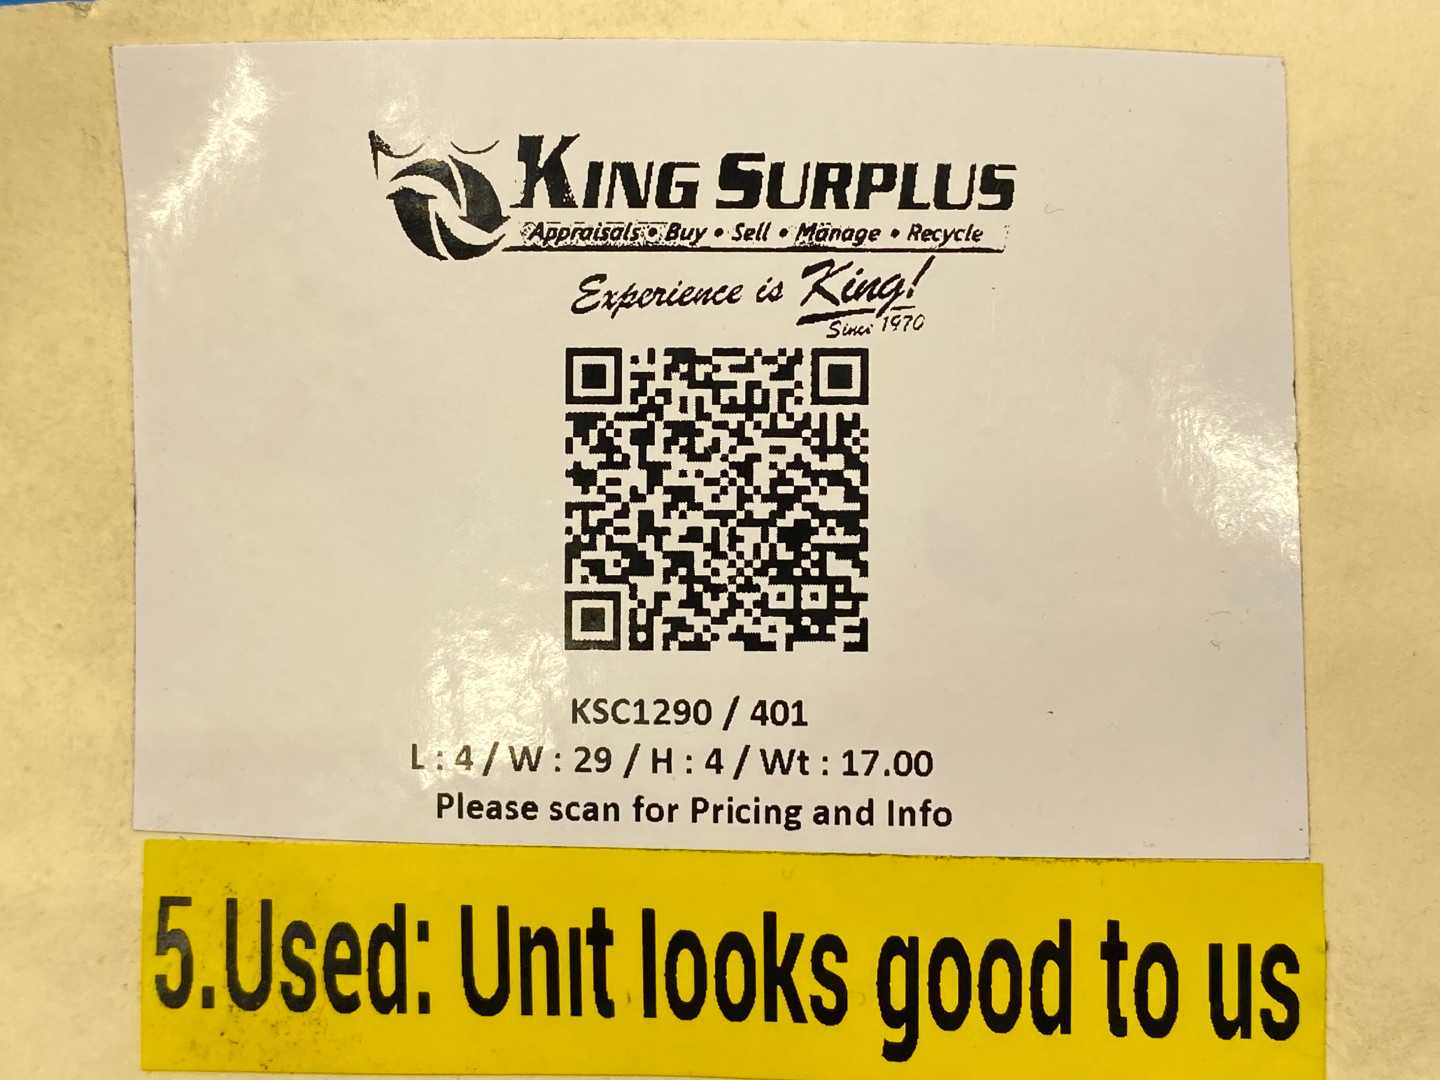 KING SURPLUS
Appraisals • Buy • Sell • Manage • Recycle
Experience is King!
Since 1970
KSC1290 / 401
L : 4 / W : 29 / H : 4 / Wt : 17.00
Please scan for Pricing and Info
5.Used: Unit looks good to us